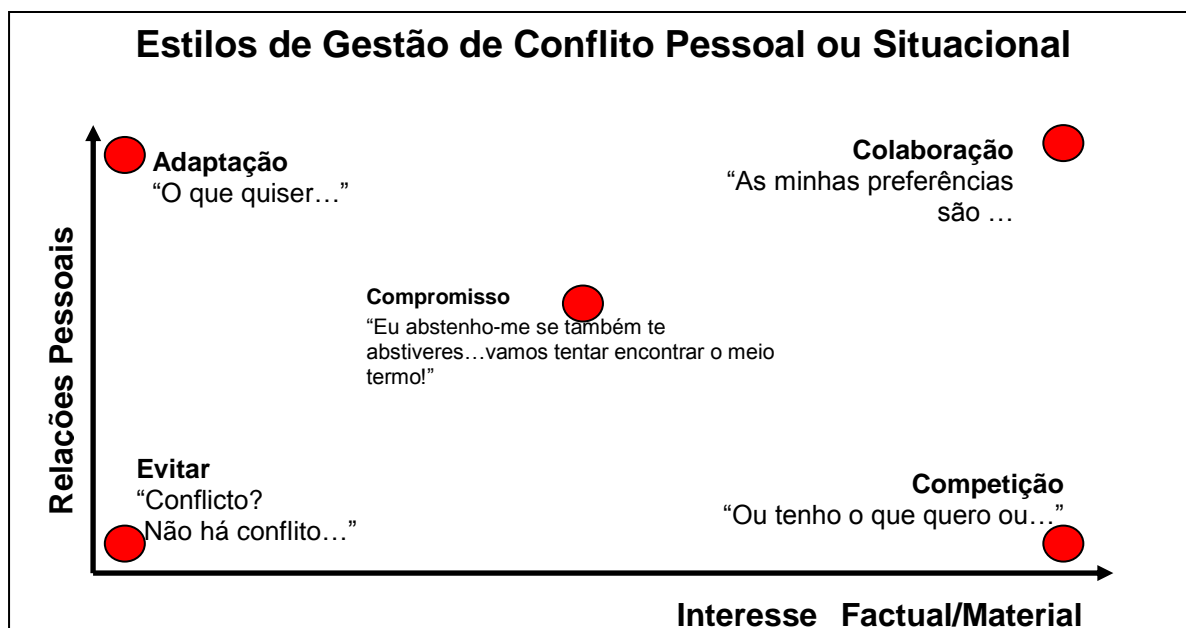 Estilos de Gestão de Conflito Pessoal ou Situacional
Adaptação
“O que quiser…”
Colaboração
“As minhas preferências
são …
Relacões Pessoais
Compromisso
“Eu abstenho-me se também te
abstiveres…vamos tentar encontrar o meio
termo!”
Evitar
“Conflicto?
Não há conflito…”
Competição
“Ou tenho o que quero ou…”
Interesse Factual/Material